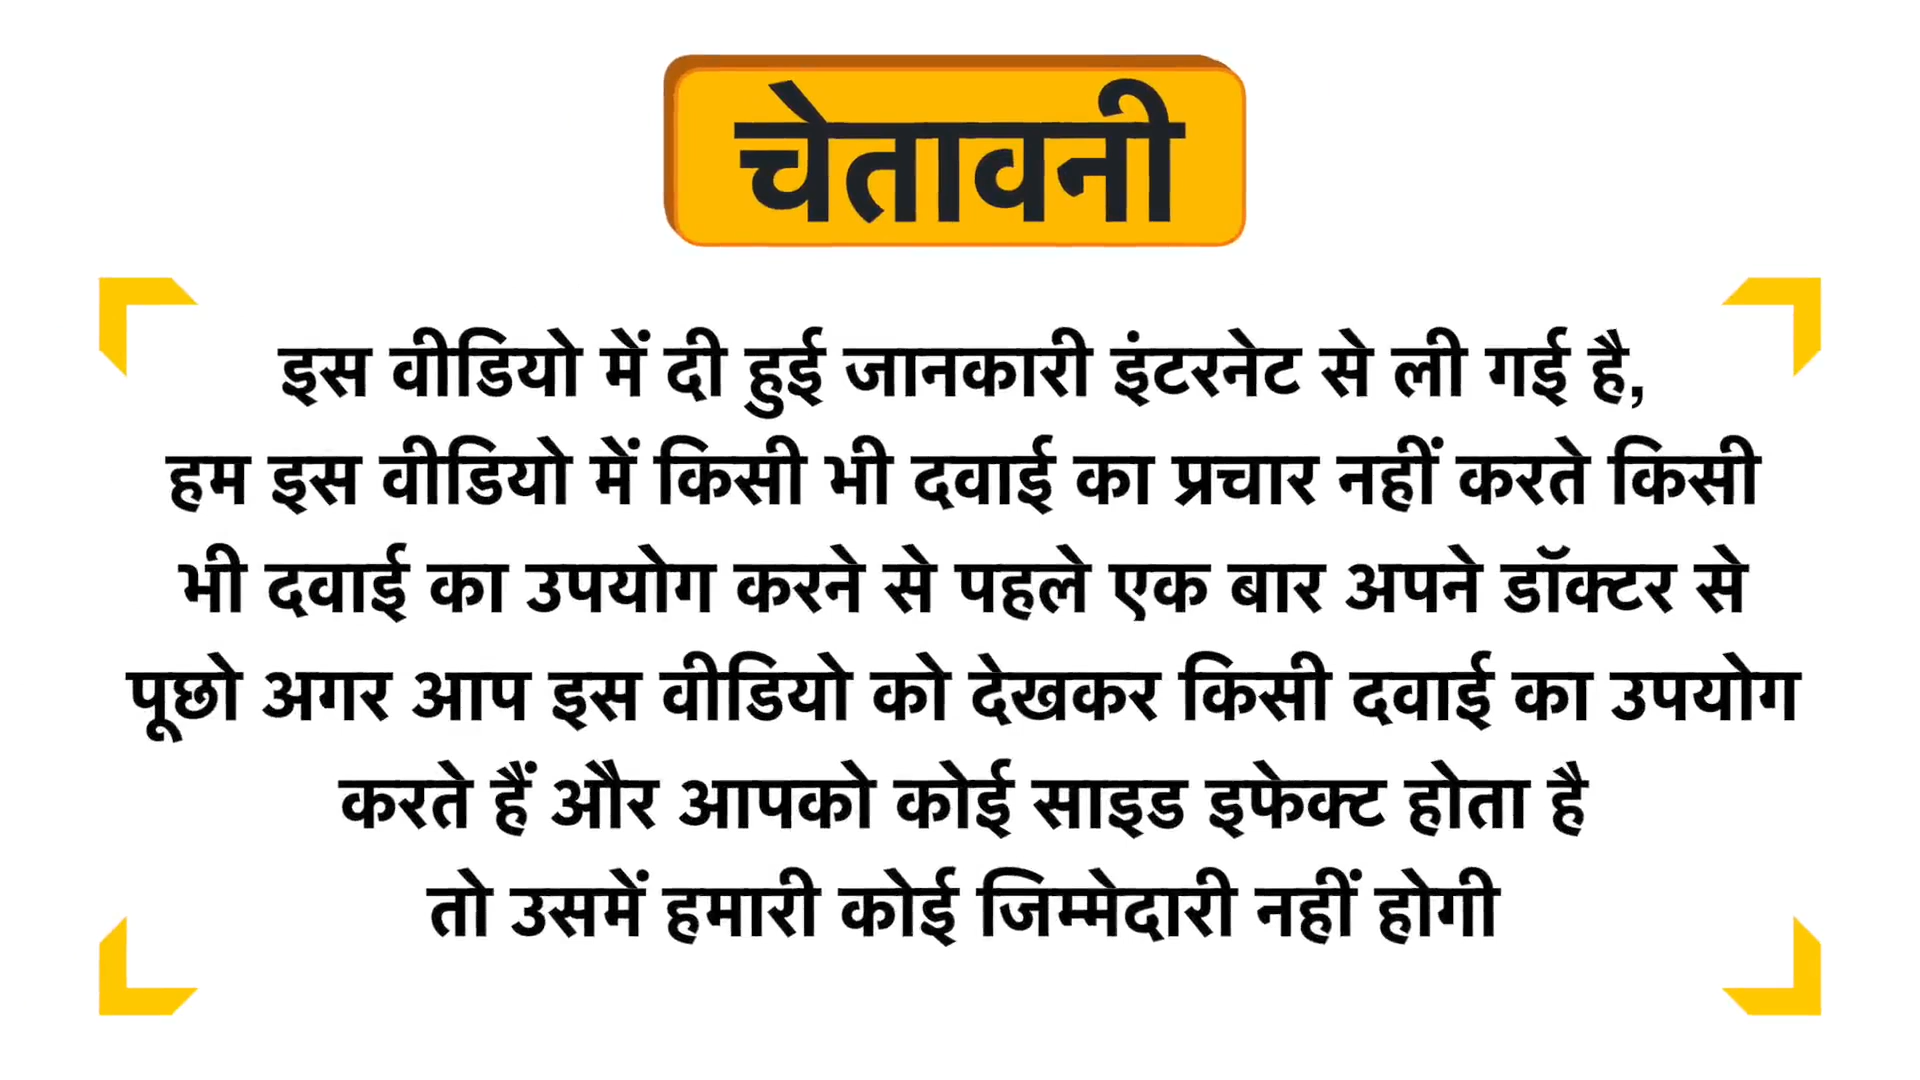 चेतावनी
इस वीडियो में दी हुई जानकारी इंटरनेट से ली गई है,
हम इस वीडियो में किसी भी दवाई का प्रचार नहीं करते किसी
भी दवाई का उपयोग करने से पहले एक बार अपने डॉक्टर से
पूछो अगर आप इस वीडियो को देखकर किसी दवाई का उपयोग
करते हैं और आपको कोई साइड इफेक्ट होता है
तो उसमें हमारी कोई जिम्मेदारी नहीं होगी